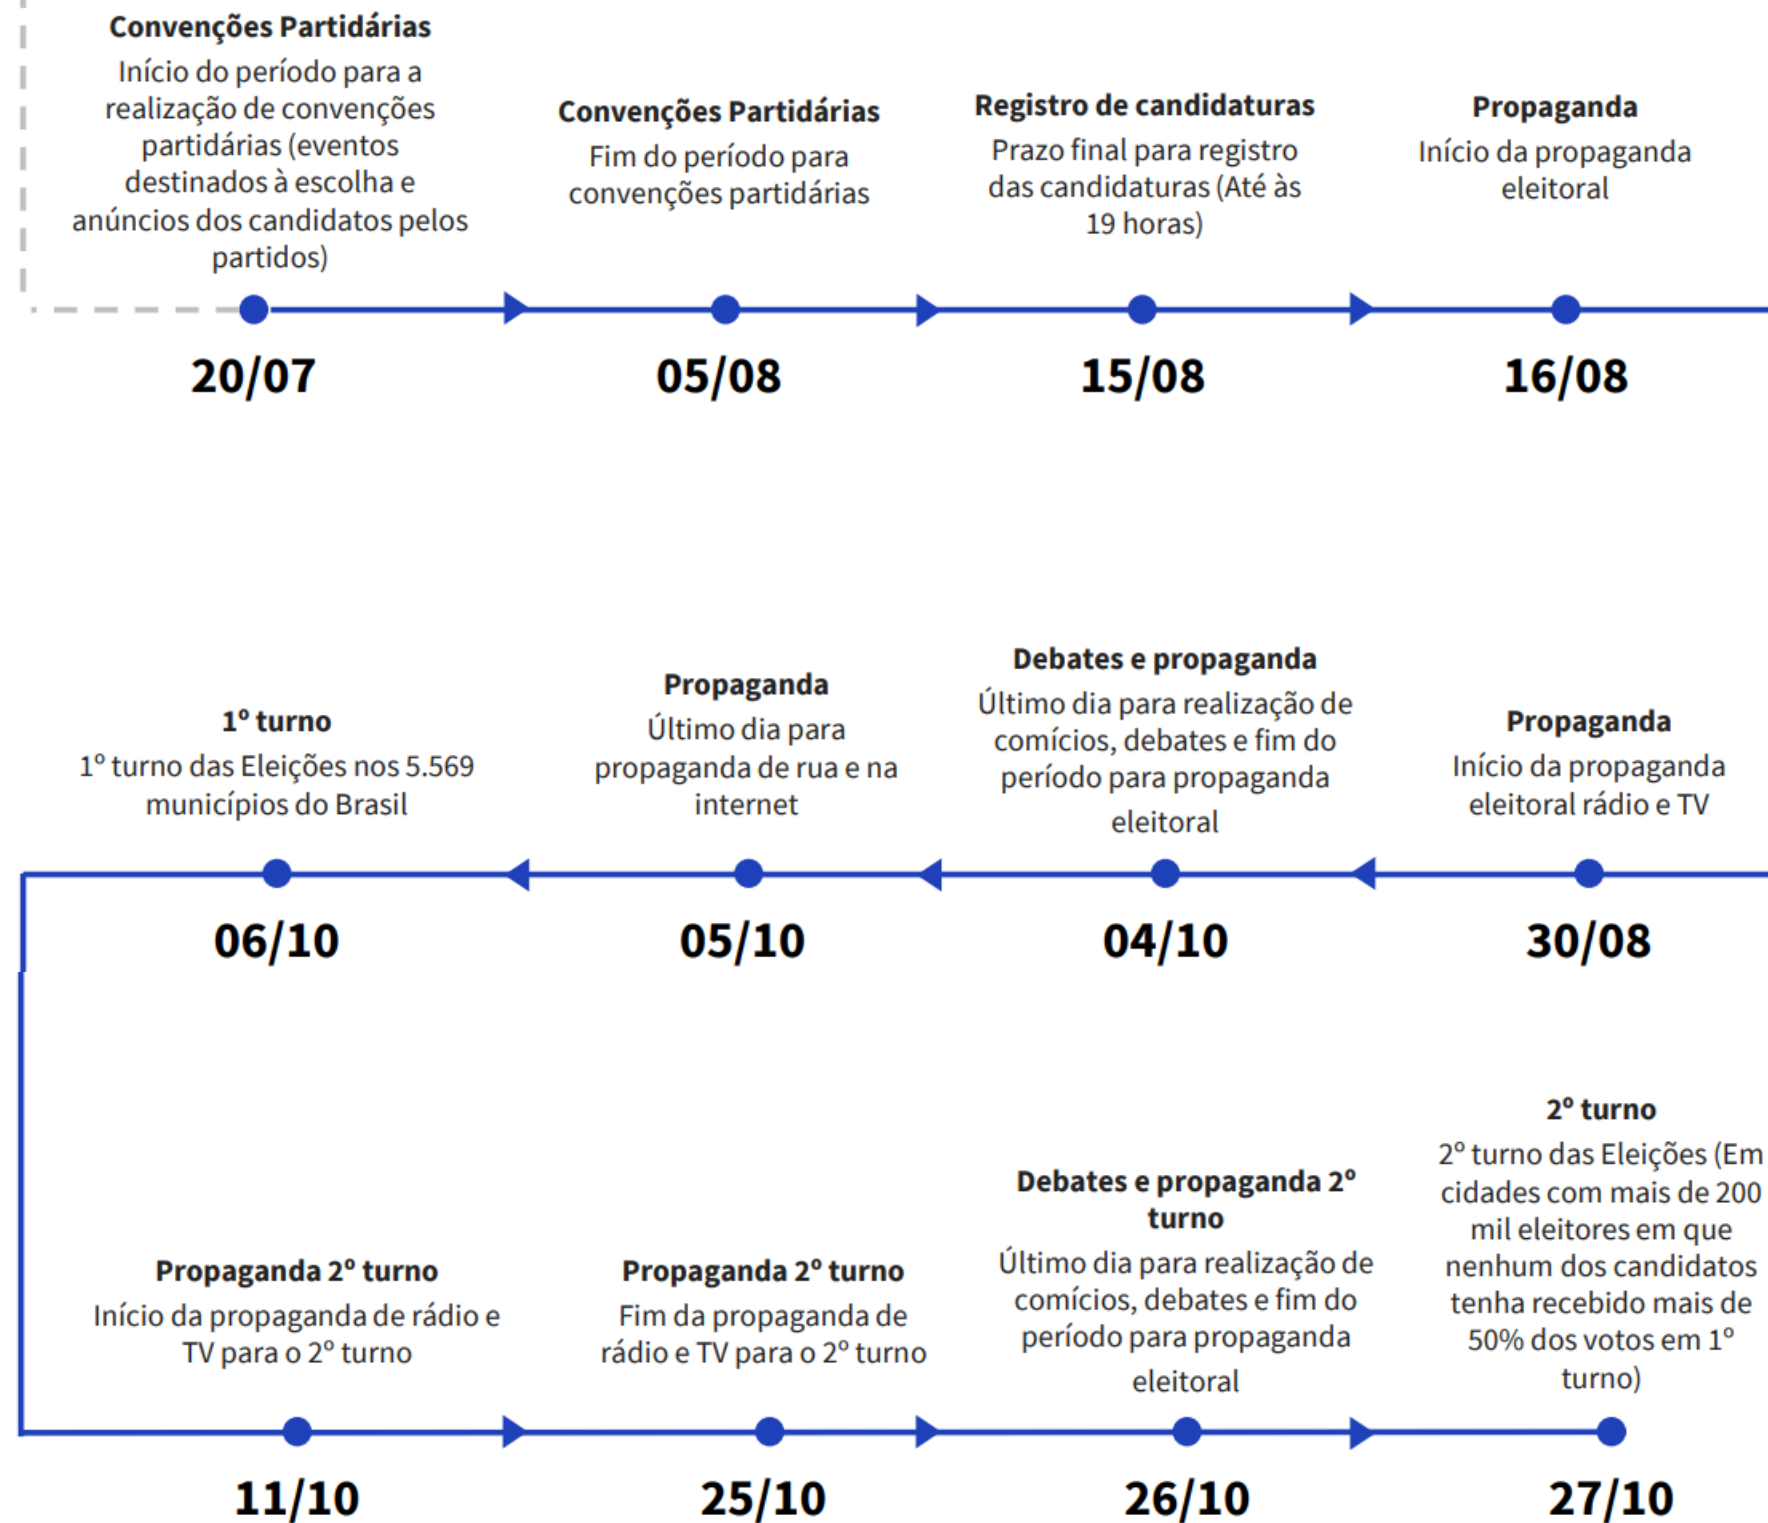 Convenções Partidárias
Início do período para a
realização de convenções
partidárias (eventos
destinados à escolha e
anúncios dos candidatos pelos
partidos)
20/07
Convenções Partidárias
Fim do período para
convenções partidárias
05/08
Registro de candidaturas
Prazo final para registro
das candidaturas (Até às
19 horas)
15/08
Propaganda
Início da propaganda
eleitoral
16/08
Propaganda
Início da propaganda
eleitoral rádio e TV
30/08
Debates e propaganda
Último dia para realização de
comícios, debates e fim do
período para propaganda
eleitoral
04/10
Propaganda
Último dia para
propaganda de rua e na
internet
05/10
1º turno
1º turno das Eleições nos 5.569
municípios do Brasil
06/10
Propaganda 2º turno
Início da propaganda de rádio e
TV para o 2º turno
11/10
Propaganda 2º turno
Fim da propaganda de
rádio e TV para o 2º turno
25/10
Debates e propaganda 2º
turno
Último dia para realização de
comícios, debates e fim do
período para propaganda
eleitoral
26/10
2º turno
2º turno das Eleições (Em
cidades com mais de 200
mil eleitores em que
nenhum dos candidatos
tenha recebido mais de
50% dos votos em 1º
turno)
27/10